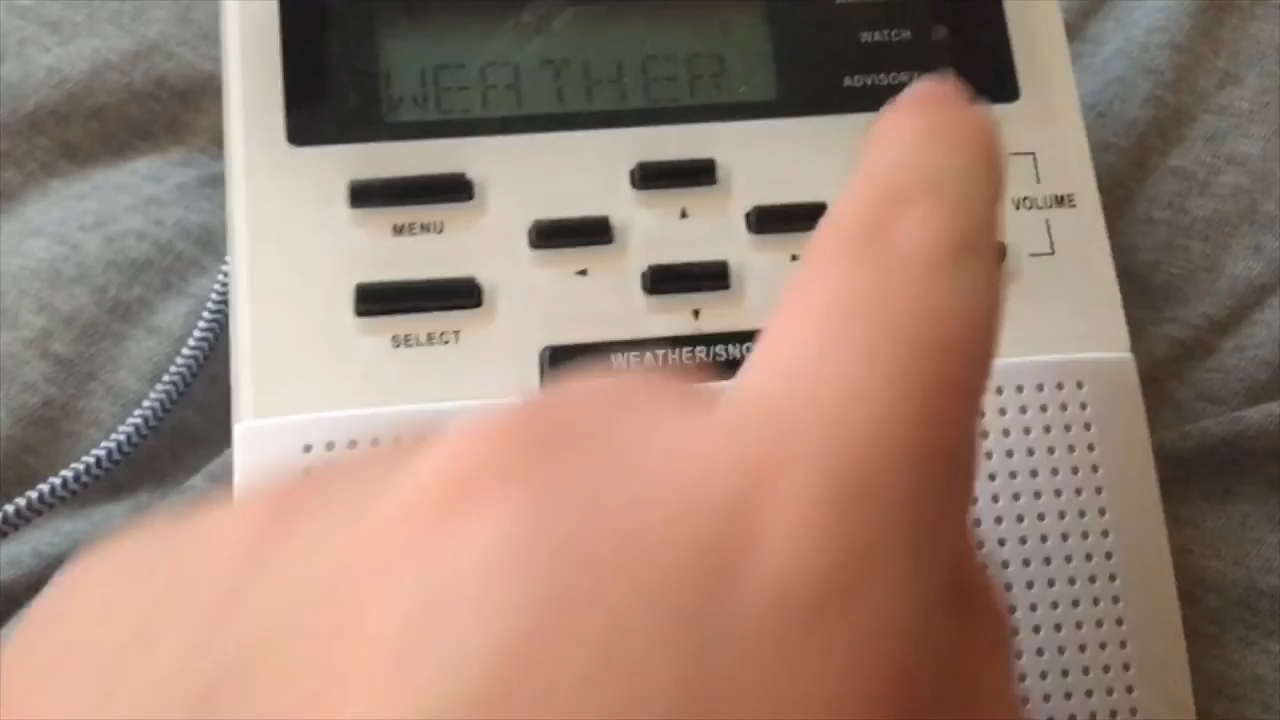 WATCH
WEATHER
ADVISORY
VOLUME
MENU
SELECT
WEATHER/SNO